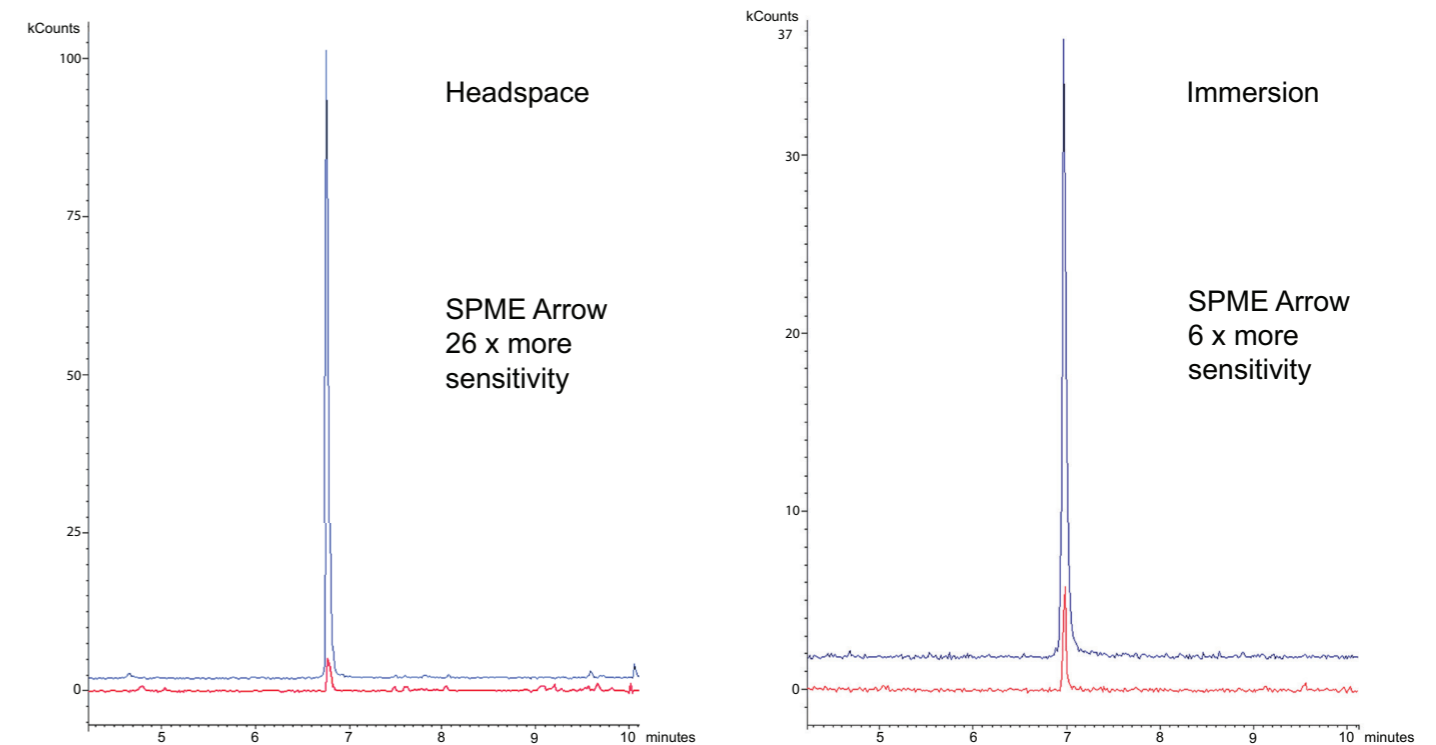 kCounts
100
75
50
25
0
5 6 7 8 9 10 minutes
Headspace
SPME Arrow
26 x more
sensitivity
kCounts
37
30
20
10
0
5 6 7 8 9 10 minutes
Immersion
SPME Arrow
6 x more
sensitivity